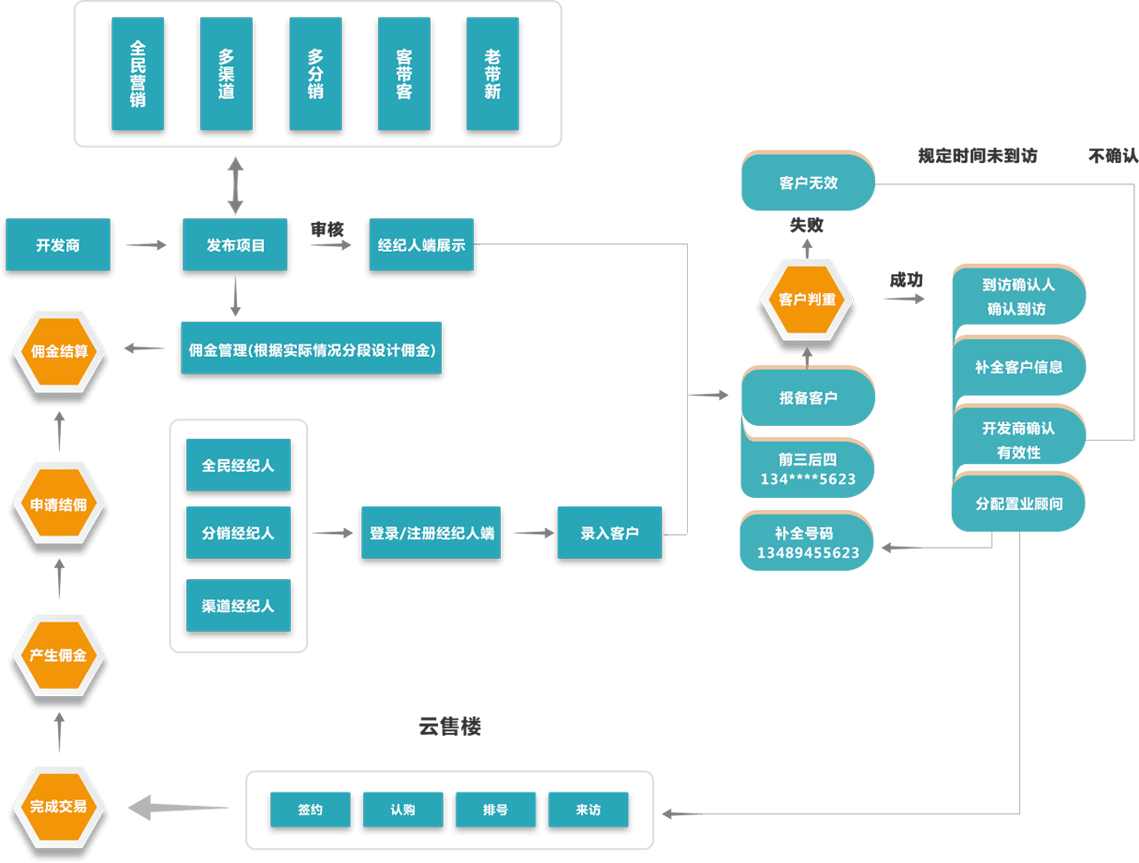 全民营销
多渠道
多分销
客带客
老带新
开发商
发布项目
审核
经纪人端展示
佣金管理(根据实际情况分段设计佣金)
佣金结算
申请结佣
产生佣金
完成交易
全民经纪人
分销经纪人
渠道经纪人
登录/注册经纪人端
录入客户
客户无效
规定时间未到访
不确认
失败
客户判重
成功
报备客户
前三后四
134****5623
补全号码
13489455623
到访确认人
确认到访
补全客户信息
开发商确认
有效性
分配置业顾问
云售楼
签约
认购
排号
来访